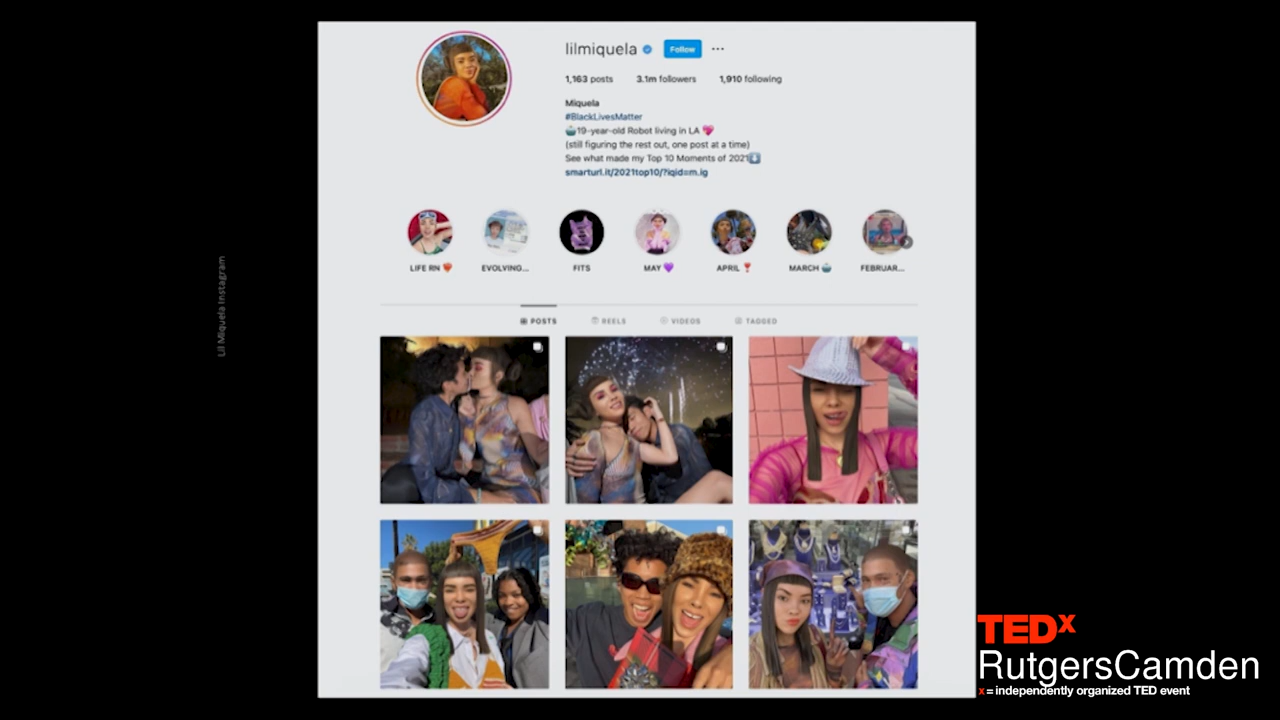 lilmiquela Follow
1,163 posts 3.1m followers 1,910 following
Miquela
#BlackLivesMatter
19-year-old Robot living in LA
(still figuring the rest out, one post at a time)
See what made my Top 10 Moments of 2021
smarturl.it/2021top10/?iqid=m.ig
LIFE RN EVOLVING... FITS MAY APRIL MARCH FEBRUAR...
POSTS REELS VIDEOS TAGGED
Lil Miquela Instagram
TEDx
RutgersCamden
x = independently organized TED event